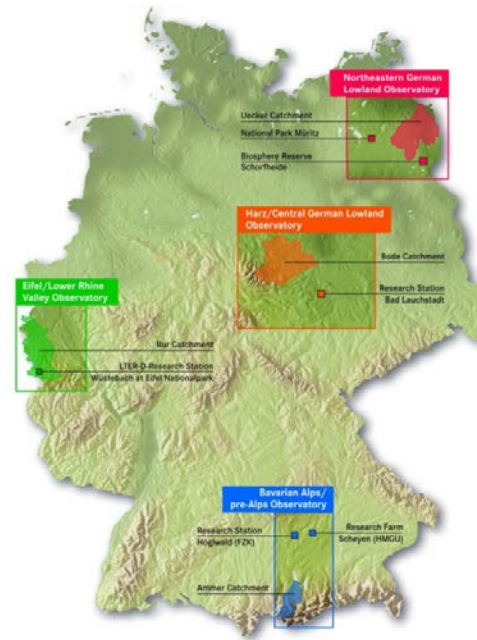 Northeastern German
Lowland Observatory
Uecker Catchment
National Park Müritz
Biosphere Reserve
Schorfheide
Harz/Central German Lowland
Observatory
Bode Catchment
Research Station
Bad Lauchstadt
Eifel/Lower Rhine
Valley Observatory
Rur Catchment
LTER-D-Research Station
Wüstebach at Eifel Nationalpark
Bavarian Alps/
pre-Alps Observatory
Research Station
Höglwald (FZK)
Research Farm
Scheyen (HMGU)
Ammer Catchment